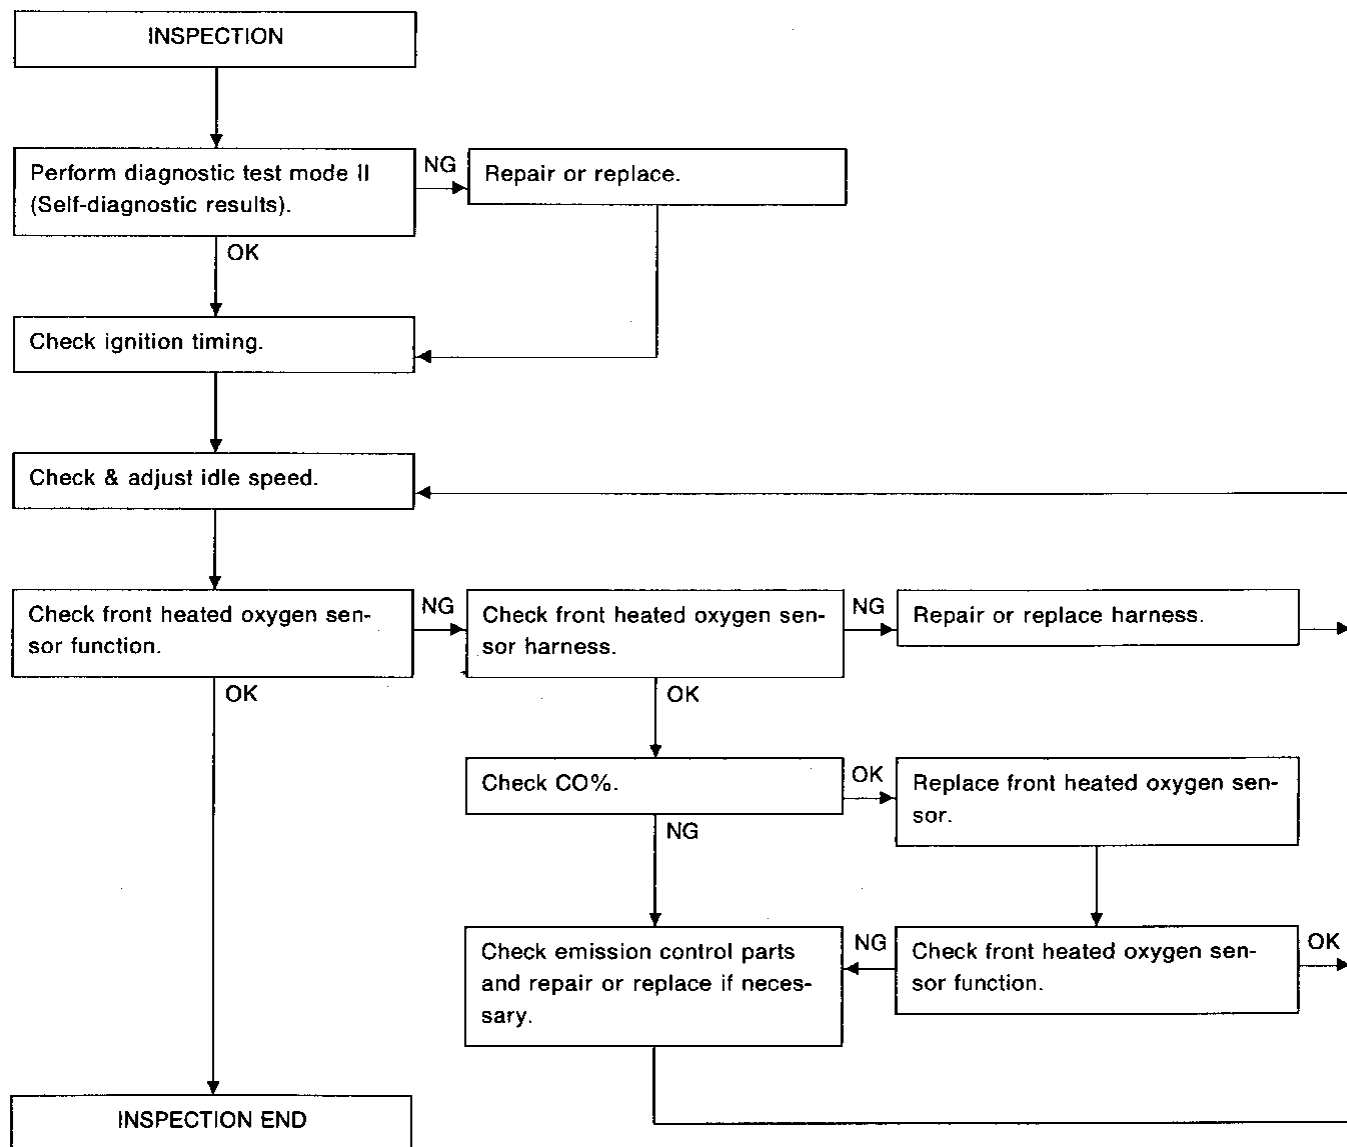 INSPECTION
Perform diagnostic test mode II
(Self-diagnostic results).
NG
Repair or replace.
OK
Check ignition timing.
Check & adjust idle speed.
Check front heated oxygen sen-
sor function.
NG
Check front heated oxygen sen-
sor harness.
NG
Repair or replace harness.
OK
OK
Check CO%.
OK
Replace front heated oxygen sen-
sor.
NG
Check emission control parts
and repair or replace if neces-
sary.
NG
Check front heated oxygen sen-
sor function.
OK
INSPECTION END